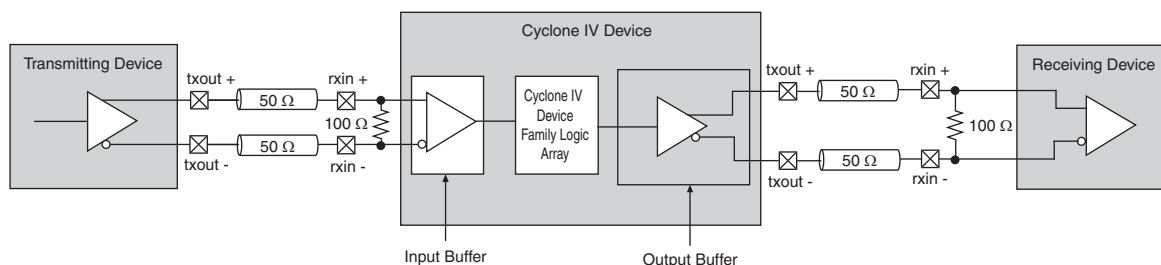 Cyclone IV Device
Transmitting Device
Receiving Device
txout +
rxin +
txout +
rxin +
50 Ω
50 Ω
100 Ω
Cyclone IV
Device
Family Logic
Array
100 Ω
50 Ω
50 Ω
txout -
rxin -
txout -
rxin -
Input Buffer
Output Buffer